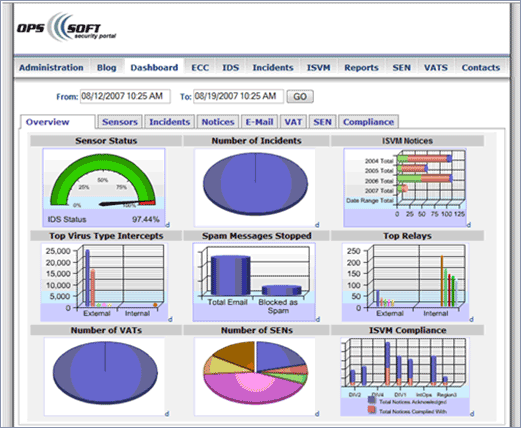 OPS SOFT
security portal
Administration Blog Dashboard ECC IDS Incidents ISVM Reports SEN VATS Contacts
From: 08/12/2007 10:25 AM To: 08/19/2007 10:25 AM GO
Overview Sensors Incidents Notices E-Mail VAT SEN Compliance
Sensor Status Number of Incidents ISVM Notices
25% 50% 75% 100%
IDS Status 97.44%
d
d
2004 Total
2005 Total
2006 Total
2007 Total
Date Range Total
0 25 50 75 100 125
d
Top Virus Type Intercepts Spam Messages Stopped Top Relays
25,000
20,000
15,000
10,000
5,000
0
External Internal
d
Total Email Blocked as
Spam
d
250
200
150
100
50
0
External Internal
d
Number of VATs Number of SENs ISVM Compliance
d
d
DIV2 DIV4 DIV1 IntOps Region3
Total Notices Acknowledged
Total Notices Complied With
d